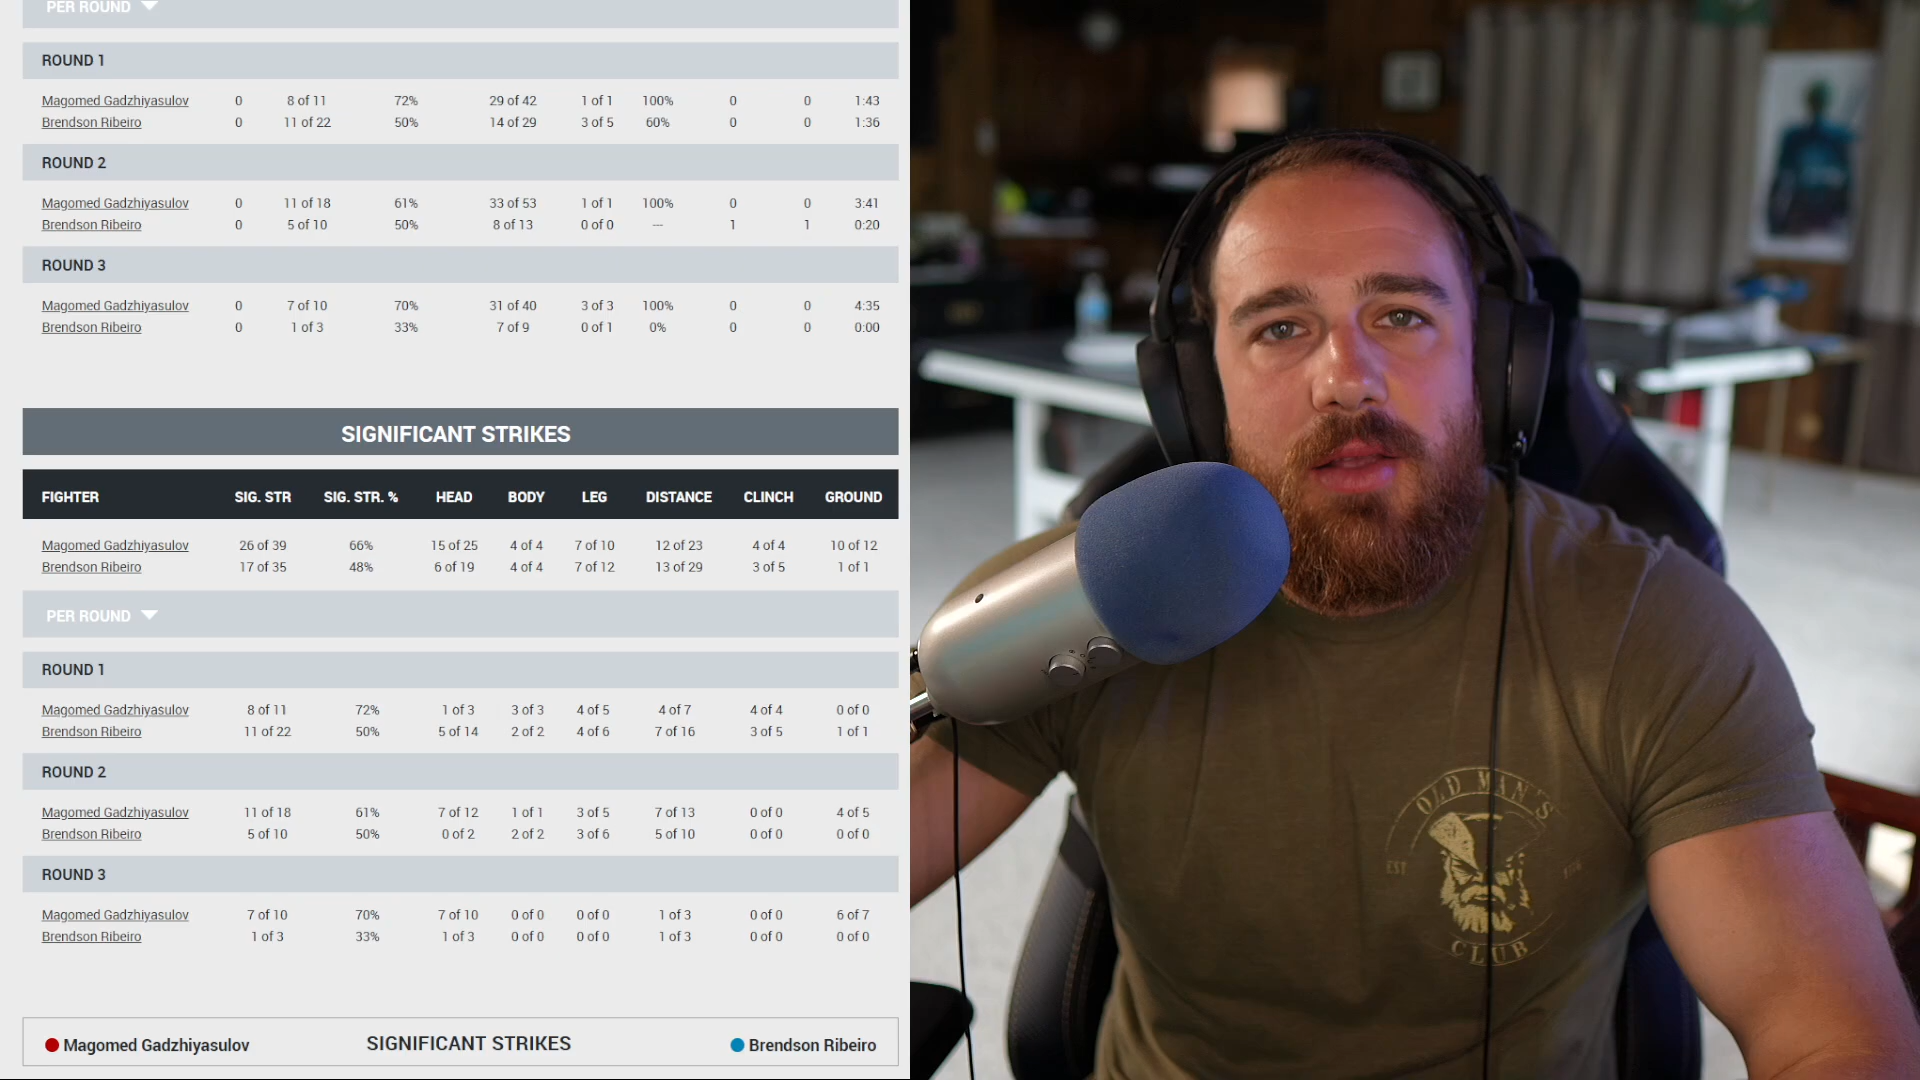 PER ROUND
ROUND 1
Magomed Gadzhiyasulov 0 8 of 11 72% 29 of 42 1 of 1 100% 0 0 1:43
Brendson Ribeiro 0 11 of 22 50% 14 of 29 3 of 5 60% 0 0 1:36
ROUND 2
Magomed Gadzhiyasulov 0 11 of 18 61% 33 of 53 1 of 1 100% 0 0 3:41
Brendson Ribeiro 0 5 of 10 50% 8 of 13 0 of 0 --- 1 1 0:20
ROUND 3
Magomed Gadzhiyasulov 0 7 of 10 70% 31 of 40 3 of 3 100% 0 0 4:35
Brendson Ribeiro 0 1 of 3 33% 7 of 9 0 of 1 0% 0 0 0:00
SIGNIFICANT STRIKES
FIGHTER SIG. STR SIG. STR. % HEAD BODY LEG DISTANCE CLINCH GROUND
Magomed Gadzhiyasulov 26 of 39 66% 15 of 25 4 of 4 7 of 10 12 of 23 4 of 4 10 of 12
Brendson Ribeiro 17 of 35 48% 6 of 19 4 of 4 7 of 12 13 of 29 3 of 5 1 of 1
PER ROUND
ROUND 1
Magomed Gadzhiyasulov 8 of 11 72% 1 of 3 3 of 3 4 of 5 4 of 7 4 of 4 0 of 0
Brendson Ribeiro 11 of 22 50% 5 of 14 2 of 2 4 of 6 7 of 16 3 of 5 1 of 1
ROUND 2
Magomed Gadzhiyasulov 11 of 18 61% 7 of 12 1 of 1 3 of 5 7 of 13 0 of 0 4 of 5
Brendson Ribeiro 5 of 10 50% 0 of 2 2 of 2 3 of 6 5 of 10 0 of 0 0 of 0
ROUND 3
Magomed Gadzhiyasulov 7 of 10 70% 7 of 10 0 of 0 0 of 0 1 of 3 0 of 0 6 of 7
Brendson Ribeiro 1 of 3 33% 1 of 3 0 of 0 0 of 0 1 of 3 0 of 0 0 of 0
Magomed Gadzhiyasulov SIGNIFICANT STRIKES Brendson Ribeiro
OLD MAN'S
EST
CLUB